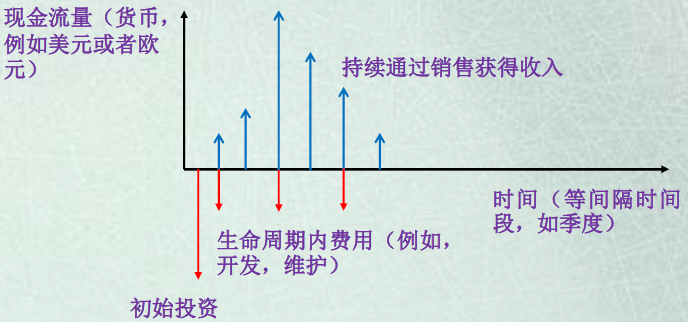 现金流量（货币，
例如美元或者欧
元）
持续通过销售获得收入
时间（等间隔时间
段，如季度）
生命周期内费用（例如，
开发，维护）
初始投资